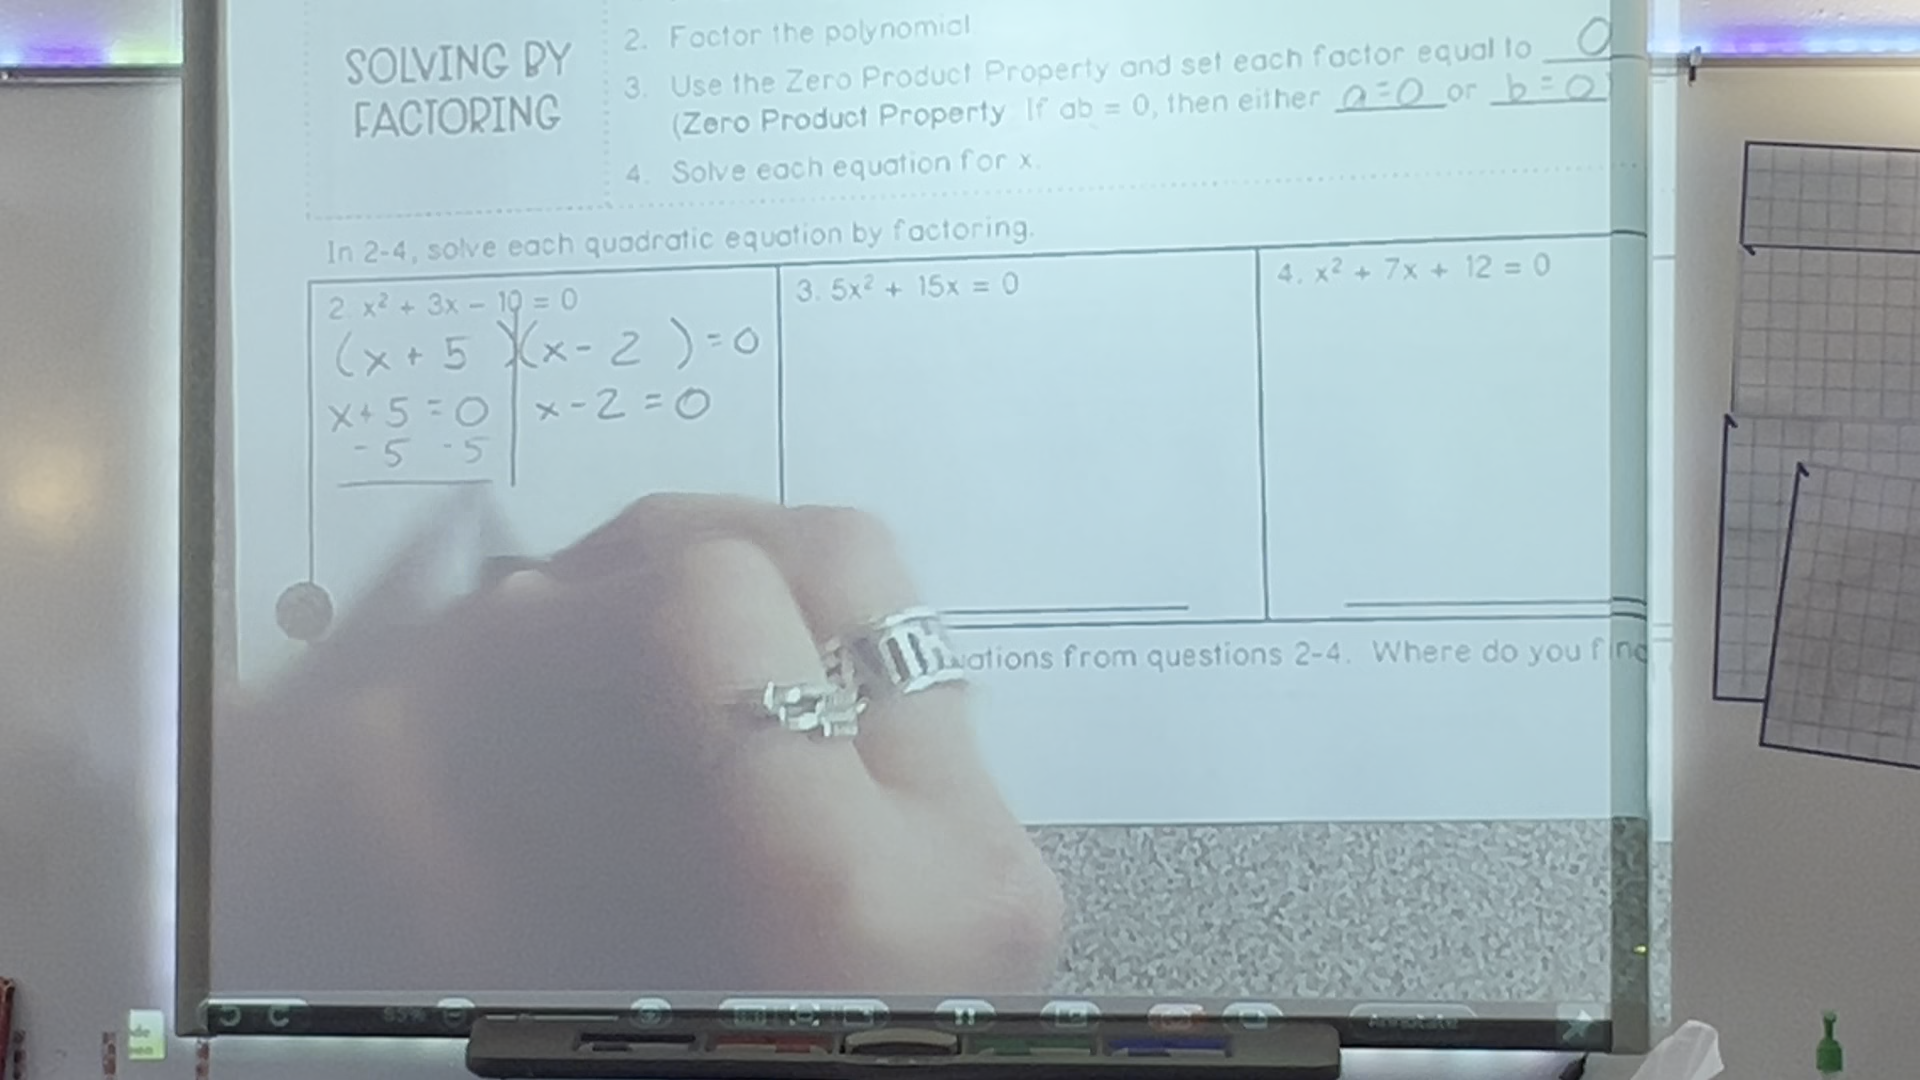 2. Factor the polynomial
SOLVING BY
FACTORING
3. Use the Zero Product Property and set each factor equal to 0
(Zero Product Property If ab = 0, then either a=0 or b=0
4. Solve each equation for x.
In 2-4, solve each quadratic equation by factoring.
2. x² + 3x - 10 = 0
(x + 5)(x - 2) = 0
x + 5 = 0 x - 2 = 0
-5 -5
3. 5x² + 15x = 0
4. x² + 7x + 12 = 0
from questions 2-4. Where do you find